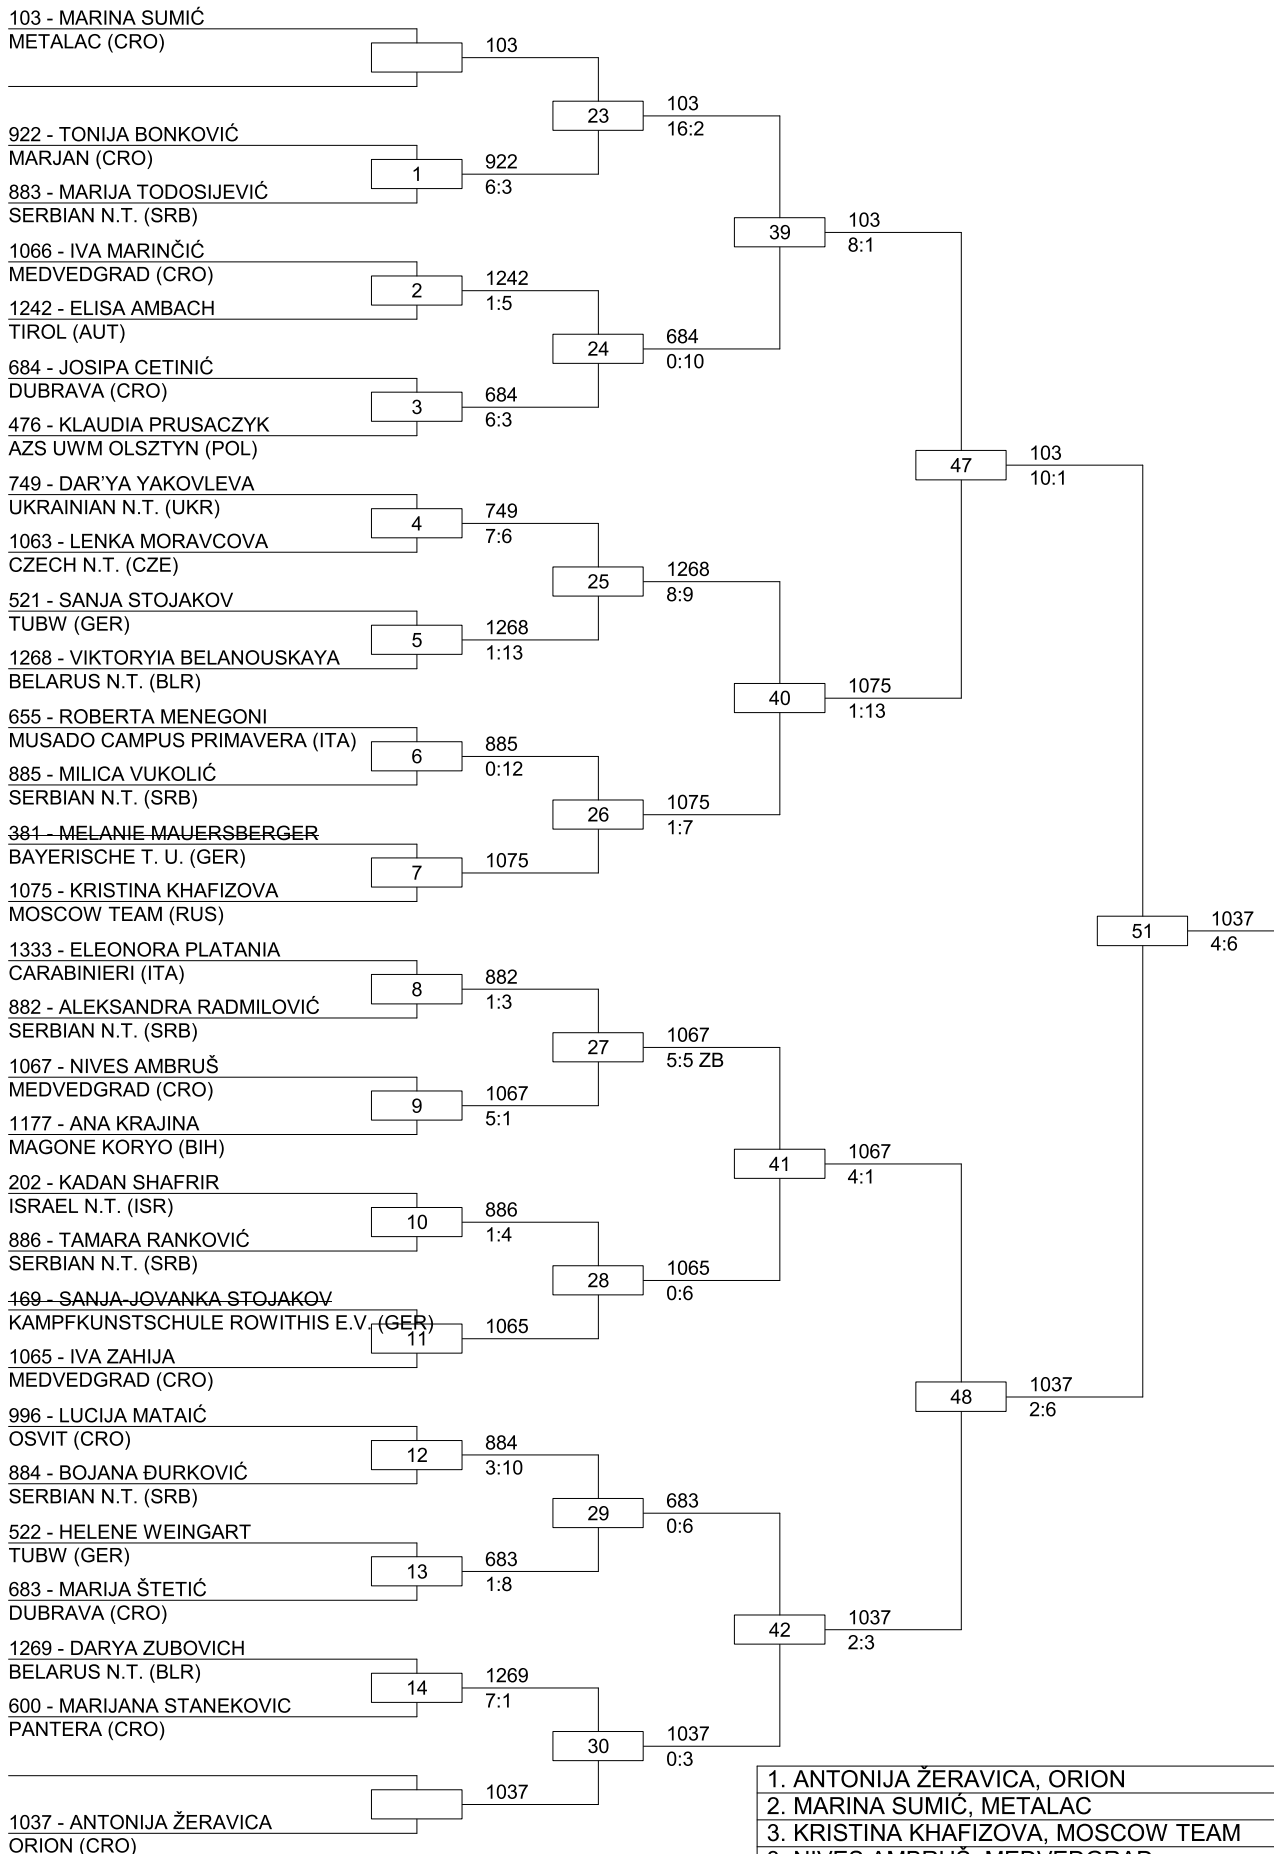 103 - MARINA SUMIĆ
METALAC (CRO)
103
23
103
16:2
922 - TONIJA BONKOVIĆ
MARJAN (CRO)
1
922
6:3
883 - MARIJA TODOSIJEVIĆ
SERBIAN N.T. (SRB)
39
103
8:1
1066 - IVA MARINČIĆ
MEDVEDGRAD (CRO)
2
1242
1:5
1242 - ELISA AMBACH
TIROL (AUT)
24
684
0:10
684 - JOSIPA CETINIĆ
DUBRAVA (CRO)
3
684
6:3
476 - KLAUDIA PRUSACZYK
AZS UWM OLSZTYN (POL)
47
103
10:1
749 - DAR'YA YAKOVLEVA
UKRAINIAN N.T. (UKR)
4
749
7:6
1063 - LENKA MORAVCOVA
CZECH N.T. (CZE)
25
1268
8:9
521 - SANJA STOJAKOV
TUBW (GER)
5
1268
1:13
1268 - VIKTORYIA BELANOUSKAYA
BELARUS N.T. (BLR)
40
1075
1:13
655 - ROBERTA MENEGONI
MUSADO CAMPUS PRIMAVERA (ITA)
6
885
0:12
885 - MILICA VUKOLIĆ
SERBIAN N.T. (SRB)
26
1075
1:7
381 - MELANIE MAUERSBERGER
BAYERISCHE T. U. (GER)
7
1075
1075 - KRISTINA KHAFIZOVA
MOSCOW TEAM (RUS)
51
1037
4:6
1333 - ELEONORA PLATANIA
CARABINIERI (ITA)
8
882
1:3
882 - ALEKSANDRA RADMILOVIĆ
SERBIAN N.T. (SRB)
27
1067
5:5 ZB
1067 - NIVES AMBRUŠ
MEDVEDGRAD (CRO)
9
1067
5:1
1177 - ANA KRAJINA
MAGONE KORYO (BIH)
41
1067
4:1
202 - KADAN SHAFRIR
ISRAEL N.T. (ISR)
10
886
1:4
886 - TAMARA RANKOVIĆ
SERBIAN N.T. (SRB)
28
1065
0:6
169 - SANJA-JOVANKA STOJAKOV
KAMPFKUNSTSCHULE ROWITHIS E.V. (GER)
11
1065
1065 - IVA ZAHIJA
MEDVEDGRAD (CRO)
48
1037
2:6
996 - LUCIJA MATAIĆ
OSVIT (CRO)
12
884
3:10
884 - BOJANA ĐURKOVIĆ
SERBIAN N.T. (SRB)
29
683
0:6
522 - HELENE WEINGART
TUBW (GER)
13
683
1:8
683 - MARIJA ŠTETIĆ
DUBRAVA (CRO)
42
1037
2:3
1269 - DARYA ZUBOVICH
BELARUS N.T. (BLR)
14
1269
7:1
600 - MARIJANA STANEKOVIC
PANTERA (CRO)
30
1037
0:3
1037
1037 - ANTONIJA ŽERAVICA
ORION (CRO)
1. ANTONIJA ŽERAVICA, ORION
2. MARINA SUMIĆ, METALAC
3. KRISTINA KHAFIZOVA, MOSCOW TEAM
3. NIVES AMBRUŠ, MEDVEDGRAD